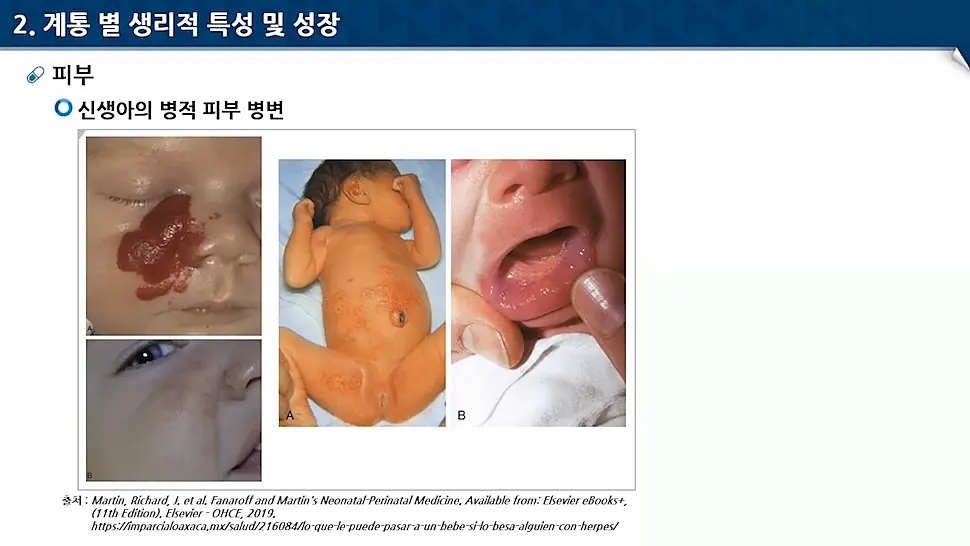 2. 계통 별 생리적 특성 및 성장
피부
신생아의 병적 피부 병변
A
B
A
B
출처 : Martin, Richard, J, et al. Fanaroff and Martin's Neonatal-Perinatal Medicine. Available from: Elsevier eBooks+,
(11th Edition). Elsevier - OHCE, 2019.
https://imparcialoaxaca.mx/salud/216084/lo-que-le-puede-pasar-a-un-bebe-si-lo-besa-alguien-con-herpes/